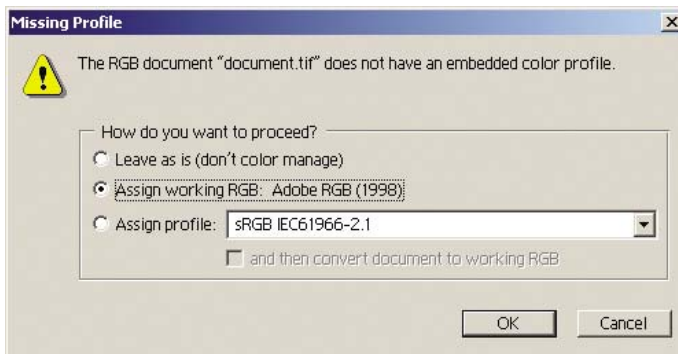 Missing Profile
The RGB document “document.tif” does not have an embedded color profile.
How do you want to proceed?
Leave as is (don't color manage)
Assign working RGB: Adobe RGB (1998)
Assign profile: sRGB IEC61966-2.1
and then convert document to working RGB
OK Cancel